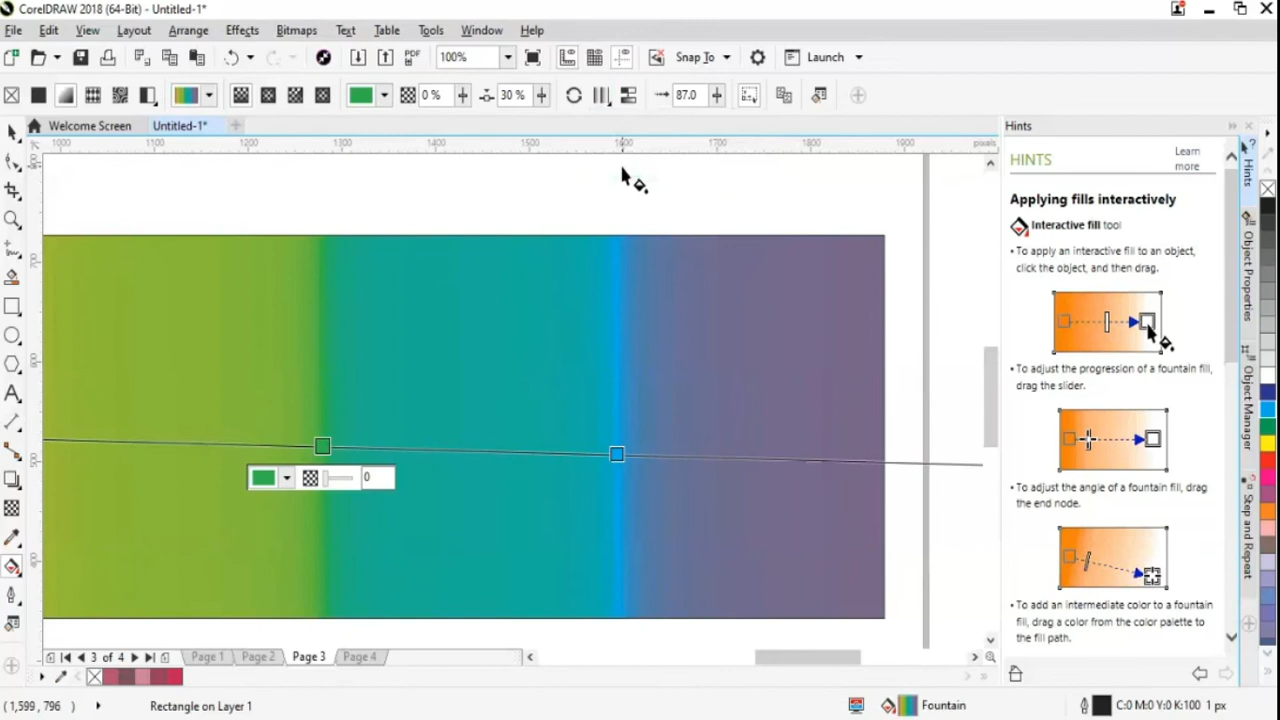 CorelDRAW 2018 (64-Bit) - Untitled-1*
File Edit View Layout Arrange Effects Bitmaps Text Table Tools Window Help
PDF 100% Snap To Launch
0 % 30 % 87.0
Welcome Screen Untitled-1*
1000 1100 1200 1300 1400 1500 1600 1700 1800 1900 pixels
Hints
HINTS
Learn more
Applying fills interactively
Interactive fill tool
• To apply an interactive fill to an object,
click the object, and then drag.
• To adjust the progression of a fountain fill,
drag the slider.
• To adjust the angle of a fountain fill, drag
the end node.
• To add an intermediate color to a fountain
fill, drag a color from the color palette to
the fill path.
Hints
Object Properties
Object Manager
Step and Repeat
0
3 of 4 Page 1 Page 2 Page 3 Page 4
(1,599 , 796 ) Rectangle on Layer 1 Fountain C:0 M:0 Y:0 K:100 1 px